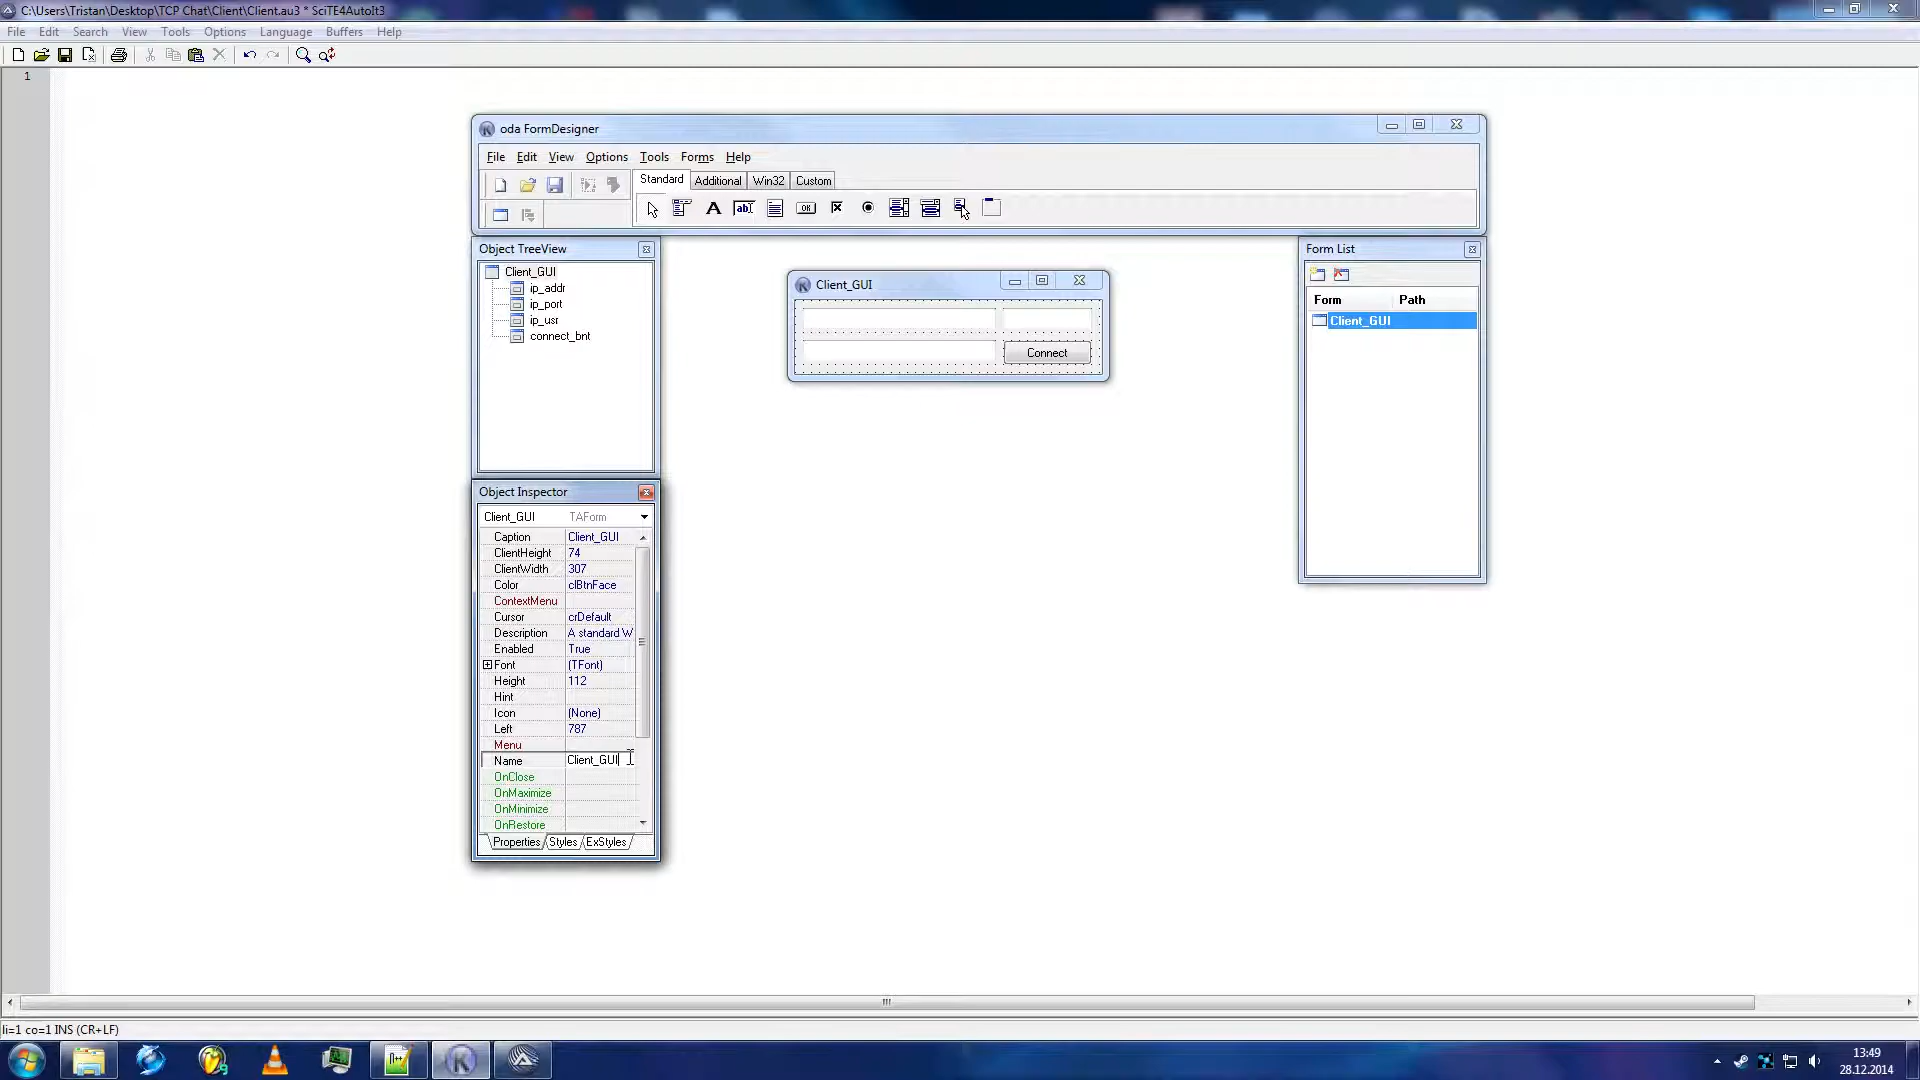 C:\Users\Tristan\Desktop\TCP Chat\Client\Client.au3 * SciTE4AutoIt3
File Edit Search View Tools Options Language Buffers Help
1
oda FormDesigner
File Edit View Options Tools Forms Help
Standard Additional Win32 Custom
A abI OK
Object TreeView
Client_GUI
ip_addr
ip_port
ip_usr
connect_bnt
Client_GUI
Connect
Form List
Form Path
Client_GUI
Object Inspector
Client_GUI TAForm
Caption Client_GUI
ClientHeight 74
ClientWidth 307
Color clBtnFace
ContextMenu
Cursor crDefault
Description A standard W
Enabled True
Font (TFont)
Height 112
Hint
Icon (None)
Left 787
Menu
Name Client_GUI
OnClose
OnMaximize
OnMinimize
OnRestore
Properties Styles ExStyles
li=1 co=1 INS (CR+LF)
13:49
28.12.2014